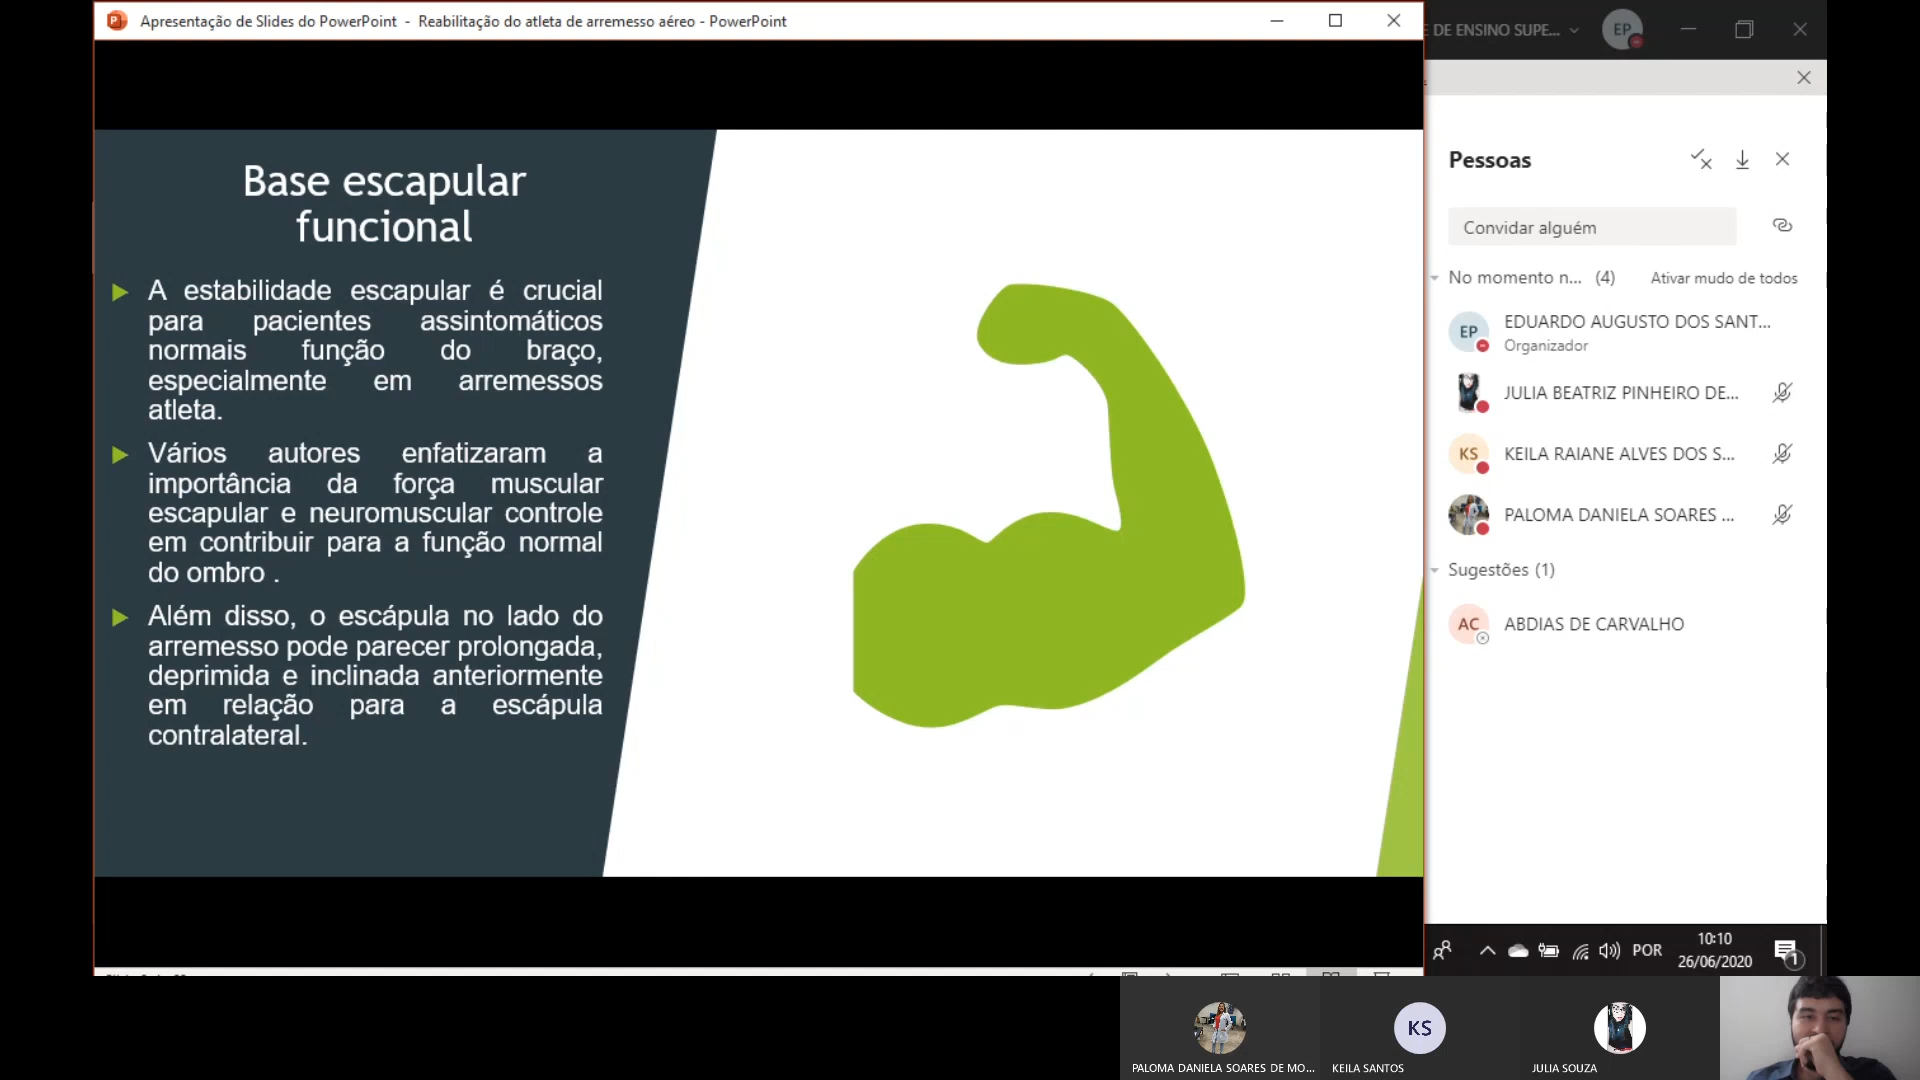 Apresentação de Slides do PowerPoint - Reabilitação do atleta de arremesso aéreo - PowerPoint
DE ENSINO SUPE...
EP
Base escapular
funcional
A estabilidade escapular é crucial
para pacientes assintomáticos
normais função do braço,
especialmente em arremessos
atleta.
Vários autores enfatizaram a
importância da força muscular
escapular e neuromuscular controle
em contribuir para a função normal
do ombro .
Além disso, o escápula no lado do
arremesso pode parecer prolongada,
deprimida e inclinada anteriormente
em relação para a escápula
contralateral.
Pessoas
Convidar alguém
No momento n... (4) Ativar mudo de todos
EP
EDUARDO AUGUSTO DOS SANT...
Organizador
JULIA BEATRIZ PINHEIRO DE...
KS
KEILA RAIANE ALVES DOS S...
PALOMA DANIELA SOARES ...
Sugestões (1)
AC
ABDIAS DE CARVALHO
POR
10:10
26/06/2020
1
KS
PALOMA DANIELA SOARES DE MO...
KEILA SANTOS
JULIA SOUZA